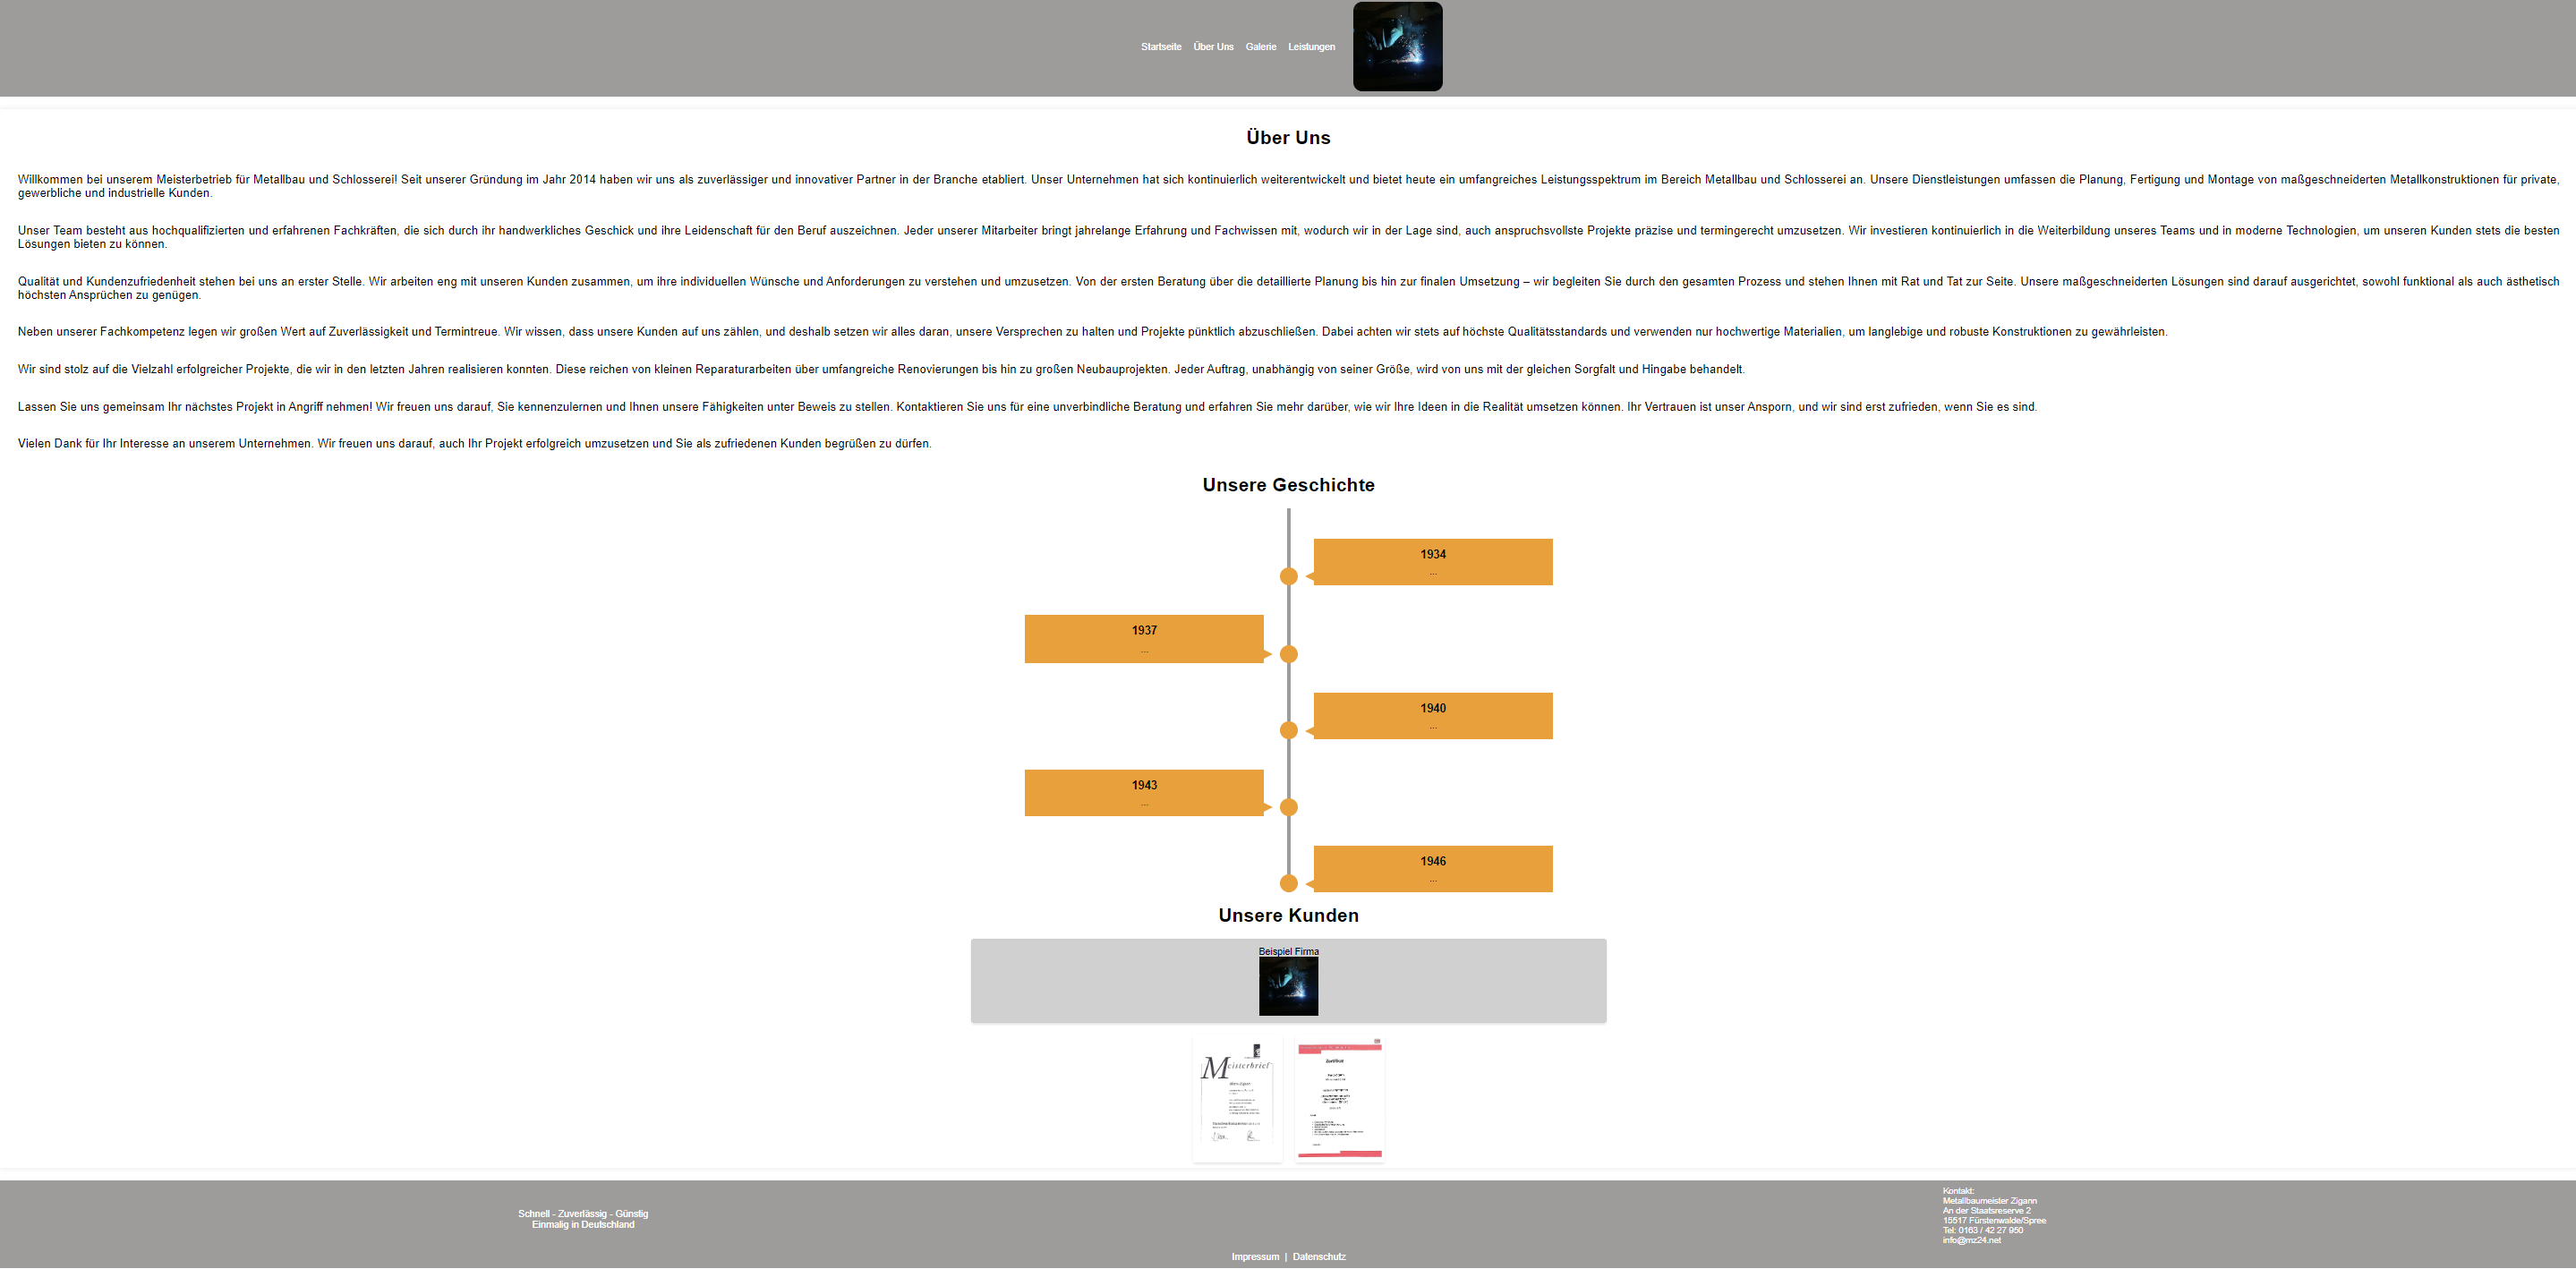 Startseite Über Uns Galerie Leistungen
Über Uns
Willkommen bei unserem Meisterbetrieb für Metallbau und Schlosserei! Seit unserer Gründung im Jahr 2014 haben wir uns als zuverlässiger und innovativer Partner in der Branche etabliert. Unser Unternehmen hat sich kontinuierlich weiterentwickelt und bietet heute ein umfangreiches Leistungsspektrum im Bereich Metallbau und Schlosserei an. Unsere Dienstleistungen umfassen die Planung, Fertigung und Montage von maßgeschneiderten Metallkonstruktionen für private,
gewerbliche und industrielle Kunden.
Unser Team besteht aus hochqualifizierten und erfahrenen Fachkräften, die sich durch ihr handwerkliches Geschick und ihre Leidenschaft für den Beruf auszeichnen. Jeder unserer Mitarbeiter bringt jahrelange Erfahrung und Fachwissen mit, wodurch wir in der Lage sind, auch anspruchsvollste Projekte präzise und termingerecht umzusetzen. Wir investieren kontinuierlich in die Weiterbildung unseres Teams und in moderne Technologien, um unseren Kunden stets die besten
Lösungen bieten zu können.
Qualität und Kundenzufriedenheit stehen bei uns an erster Stelle. Wir arbeiten eng mit unseren Kunden zusammen, um ihre individuellen Wünsche und Anforderungen zu verstehen und umzusetzen. Von der ersten Beratung über die detaillierte Planung bis hin zur finalen Umsetzung – wir begleiten Sie durch den gesamten Prozess und stehen Ihnen mit Rat und Tat zur Seite. Unsere maßgeschneiderten Lösungen sind darauf ausgerichtet, sowohl funktional als auch ästhetisch
höchsten Ansprüchen zu genügen.
Neben unserer Fachkompetenz legen wir großen Wert auf Zuverlässigkeit und Termintreue. Wir wissen, dass unsere Kunden auf uns zählen, und deshalb setzen wir alles daran, unsere Versprechen zu halten und Projekte pünktlich abzuschließen. Dabei achten wir stets auf höchste Qualitätsstandards und verwenden nur hochwertige Materialien, um langlebige und robuste Konstruktionen zu gewährleisten.
Wir sind stolz auf die Vielzahl erfolgreicher Projekte, die wir in den letzten Jahren realisieren konnten. Diese reichen von kleinen Reparaturarbeiten über umfangreiche Renovierungen bis hin zu großen Neubauprojekten. Jeder Auftrag, unabhängig von seiner Größe, wird von uns mit der gleichen Sorgfalt und Hingabe behandelt.
Lassen Sie uns gemeinsam Ihr nächstes Projekt in Angriff nehmen! Wir freuen uns darauf, Sie kennenzulernen und Ihnen unsere Fähigkeiten unter Beweis zu stellen. Kontaktieren Sie uns für eine unverbindliche Beratung und erfahren Sie mehr darüber, wie wir Ihre Ideen in die Realität umsetzen können. Ihr Vertrauen ist unser Ansporn, und wir sind erst zufrieden, wenn Sie es sind.
Vielen Dank für Ihr Interesse an unserem Unternehmen. Wir freuen uns darauf, auch Ihr Projekt erfolgreich umzusetzen und Sie als zufriedenen Kunden begrüßen zu dürfen.
Unsere Geschichte
1934
...
1937
...
1940
...
1943
...
1946
...
Unsere Kunden
Beispiel Firma
Meisterbrief
Schnell - Zuverlässig - Günstig
Einmalig in Deutschland
Kontakt:
Metallbaumeister Zigann
An der Staatsreserve 2
15517 Fürstenwalde/Spree
Tel: 0163 / 42 27 950
info@mz24.net
Impressum | Datenschutz